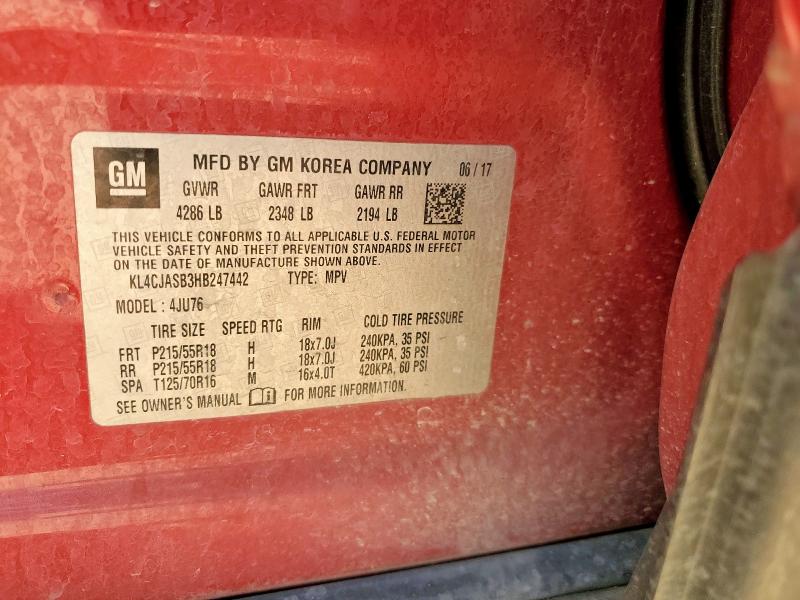 GM
MFD BY GM KOREA COMPANY 06 / 17
GVWR GAWR FRT GAWR RR
4286 LB 2348 LB 2194 LB
THIS VEHICLE CONFORMS TO ALL APPLICABLE U.S. FEDERAL MOTOR
VEHICLE SAFETY AND THEFT PREVENTION STANDARDS IN EFFECT
ON THE DATE OF MANUFACTURE SHOWN ABOVE.
KL4CJASB3HB247442 TYPE: MPV
MODEL : 4JU76
TIRE SIZE SPEED RTG RIM COLD TIRE PRESSURE
FRT P215/55R18 H 18x7.0J 240KPA, 35 PSI
RR P215/55R18 H 18x7.0J 240KPA, 35 PSI
SPA T125/70R16 M 16x4.0T 420KPA, 60 PSI
SEE OWNER'S MANUAL FOR MORE INFORMATION.